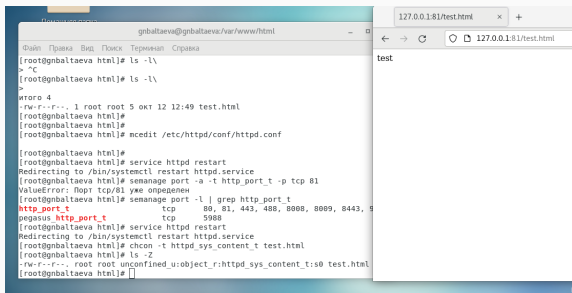 Домашняя папка
gnbaltaeva@gnbaltaeva:/var/www/html
Файл Правка Вид Поиск Терминал Справка
[root@gnbaltaeva html]# ls -l\
> ^C
[root@gnbaltaeva html]# ls -l\
>
итого 4
-rw-r--r--. 1 root root 5 окт 12 12:49 test.html
[root@gnbaltaeva html]#
[root@gnbaltaeva html]#
[root@gnbaltaeva html]# mcedit /etc/httpd/conf/httpd.conf
[root@gnbaltaeva html]#
[root@gnbaltaeva html]# service httpd restart
Redirecting to /bin/systemctl restart httpd.service
[root@gnbaltaeva html]# semanage port -a -t http_port_t -p tcp 81
ValueError: Порт tcp/81 уже определен
[root@gnbaltaeva html]# semanage port -l | grep http_port_t
http_port_t tcp 80, 81, 443, 488, 8008, 8009, 8443, 9
pegasus_http_port_t tcp 5988
[root@gnbaltaeva html]# service httpd restart
Redirecting to /bin/systemctl restart httpd.service
[root@gnbaltaeva html]# chcon -t httpd_sys_content_t test.html
[root@gnbaltaeva html]# ls -Z
-rw-r--r--. root root unconfined_u:object_r:httpd_sys_content_t:s0 test.html
[root@gnbaltaeva html]#
127.0.0.1:81/test.html
127.0.0.1:81/test.html
test